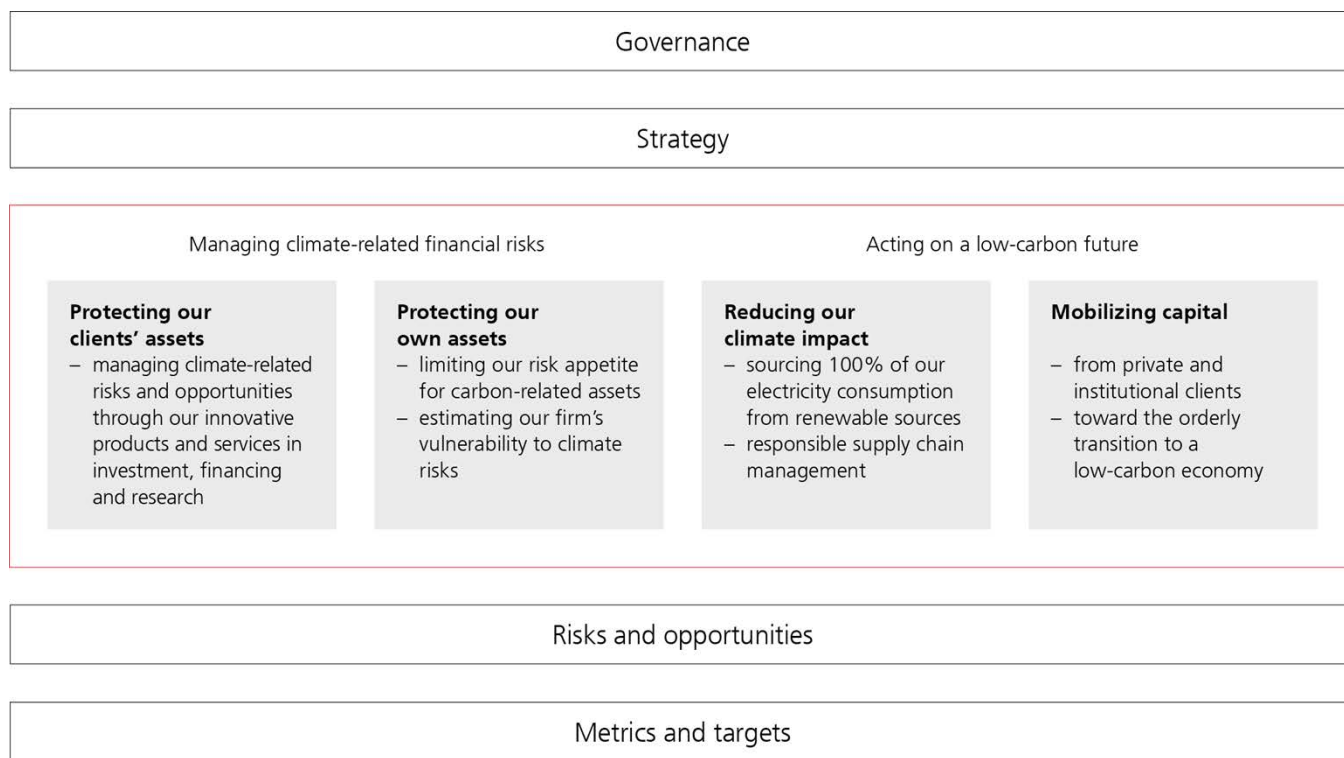 Governance
Strategy
Managing climate-related financial risks
Acting on a low-carbon future
Protecting our
clients’ assets
– managing climate-related
risks and opportunities
through our innovative
products and services in
investment, financing
and research
Protecting our
own assets
– limiting our risk appetite
for carbon-related assets
– estimating our firm’s
vulnerability to climate
risks
Reducing our
climate impact
– sourcing 100% of our
electricity consumption
from renewable sources
– responsible supply chain
management
Mobilizing capital
– from private and
institutional clients
– toward the orderly
transition to a
low-carbon economy
Risks and opportunities
Metrics and targets